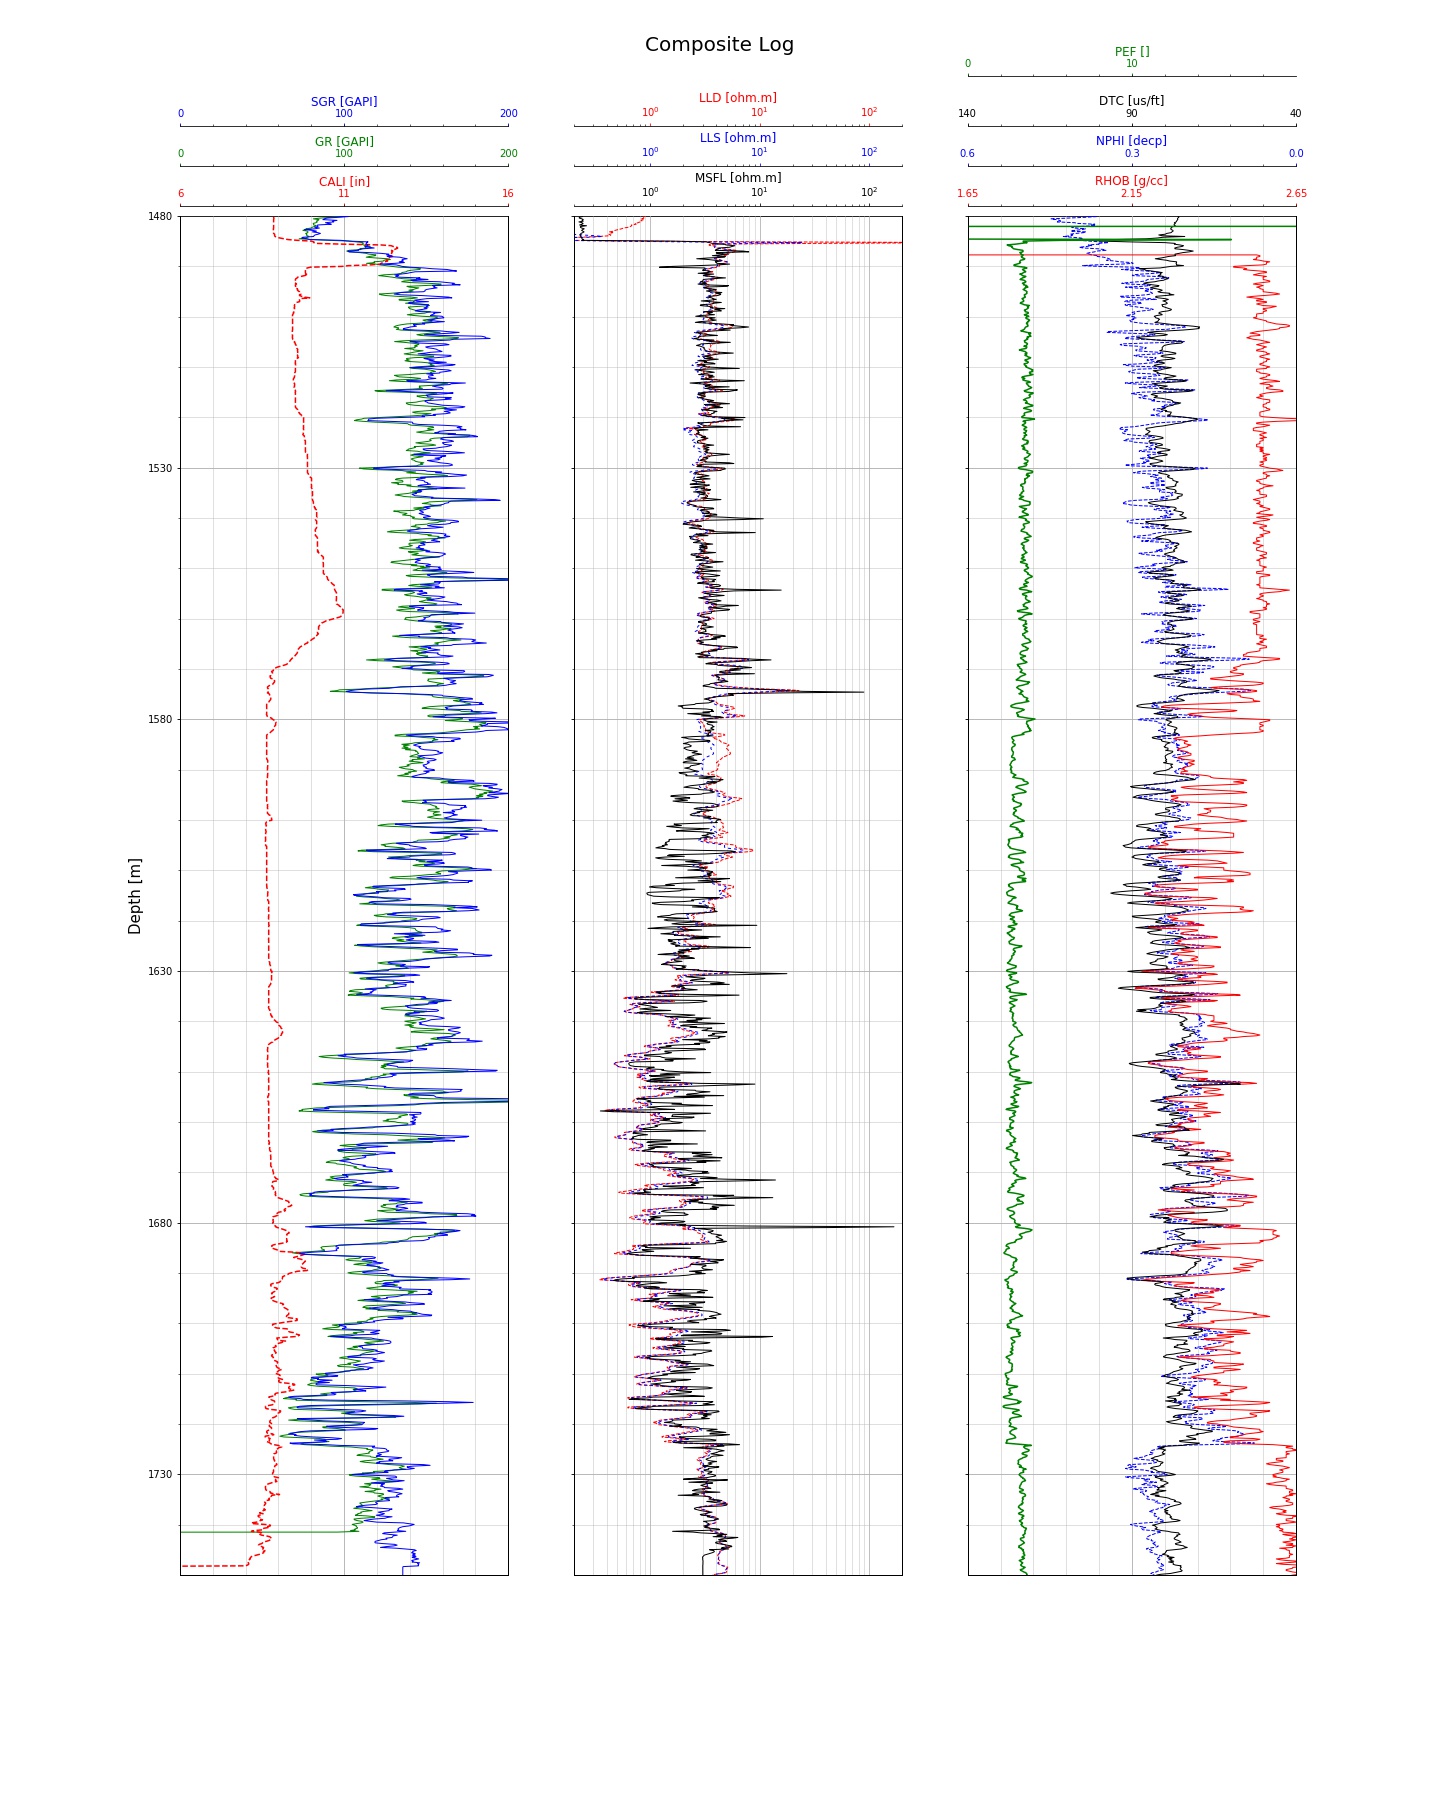 Composite Log
PEF []
0 10
SGR [GAPI]
0 100 200
LLD [ohm.m]
10⁰ 10¹ 10²
DTC [us/ft]
140 90 40
GR [GAPI]
0 100 200
LLS [ohm.m]
10⁰ 10¹ 10²
NPHI [decp]
0.6 0.3 0.0
CALI [in]
6 11 16
MSFL [ohm.m]
10⁰ 10¹ 10²
RHOB [g/cc]
1.65 2.15 2.65
1480
1530
1580
Depth [m]
1630
1680
1730